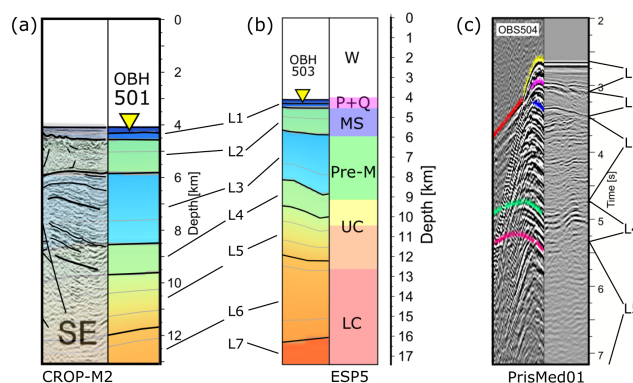 (a)
0
2
4
6
8
10
12
Depth [km]
OBH
501
SE
CROP-M2
L1
L2
L3
L4
L5
L6
L7
(b)
OBH
503
W
P+Q
MS
Pre-M
UC
LC
0
1
2
3
4
5
6
7
8
9
10
11
12
13
14
15
16
17
Depth [km]
ESP5
(c)
OBS504
2
3
4
5
6
7
Time [s]
L
L
L
L4
PrisMed01